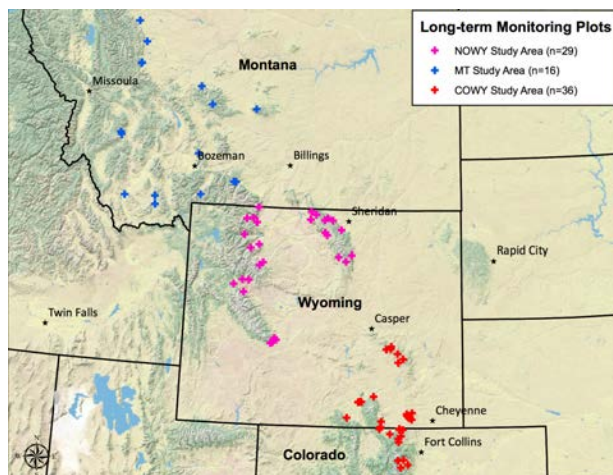 Long-term Monitoring Plots
NOWY Study Area (n=29)
MT Study Area (n=16)
COWY Study Area (n=36)
Montana
Missoula
Bozeman
Billings
Sheridan
Rapid City
Wyoming
Twin Falls
Casper
Cheyenne
Fort Collins
Colorado